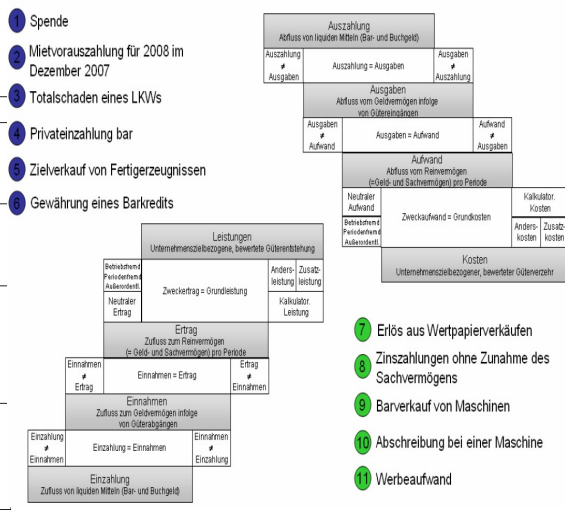 1 Spende
2 Mietvorauszahlung für 2008 im
Dezember 2007
3 Totalschaden eines LKWs
4 Privateinzahlung bar
5 Zielverkauf von Fertigerzeugnissen
6 Gewährung eines Barkredits
Auszahlung
Abfluss von liquiden Mitteln (Bar- und Buchgeld)
Auszahlung
≠
Ausgaben
Auszahlung = Ausgaben
Ausgaben
≠
Auszahlung
Ausgaben
Abfluss vom Geldvermögen infolge
von Gütereingängen
Ausgaben
≠
Aufwand
Ausgaben = Aufwand
Aufwand
≠
Ausgaben
Aufwand
Abfluss vom Reinvermögen
(=Geld- und Sachvermögen) pro Periode
Neutraler
Aufwand
Betriebsfremd
Periodenfremd
Außerordentl.
Zweckaufwand = Grundkosten
Kalkulator.
Kosten
Anders-
kosten
Zusatz-
kosten
Kosten
Unternehmenszielbezogener, bewerteter Güterverzehr
Leistungen
Unternehmenszielbezogene, bewertete Güterentstehung
Betriebsfremd
Periodenfremd
Außerordentl.
Neutraler
Ertrag
Zweckertrag = Grundleistung
Anders-
leistung
Zusatz-
leistung
Kalkulator.
Leistung
Ertrag
Zufluss zum Reinvermögen
(= Geld- und Sachvermögen) pro Periode
Einnahmen
≠
Ertrag
Einnahmen = Ertrag
Ertrag
≠
Einnahmen
Einnahmen
Zufluss zum Geldvermögen infolge
von Güterabgängen
Einzahlung
≠
Einnahmen
Einzahlung = Einnahmen
Einnahmen
≠
Einzahlung
Einzahlung
Zufluss von liquiden Mitteln (Bar- und Buchgeld)
7 Erlös aus Wertpapierverkäufen
8 Zinszahlungen ohne Zunahme des
Sachvermögens
9 Barverkauf von Maschinen
10 Abschreibung bei einer Maschine
11 Werbeaufwand